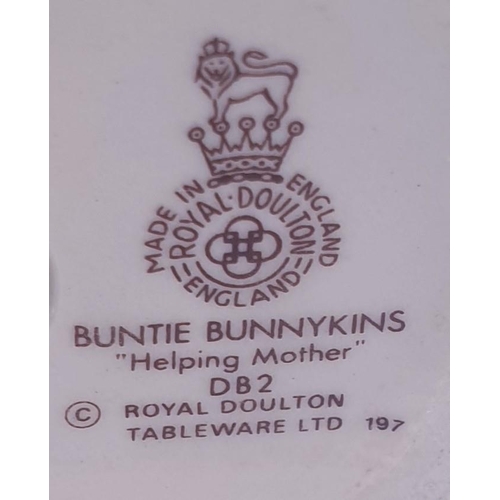 MADE IN ENGLAND
ROYAL·DOULTON
ENGLAND
BUNTIE BUNNYKINS
"Helping Mother"
DB2
© ROYAL DOULTON
TABLEWARE LTD 197